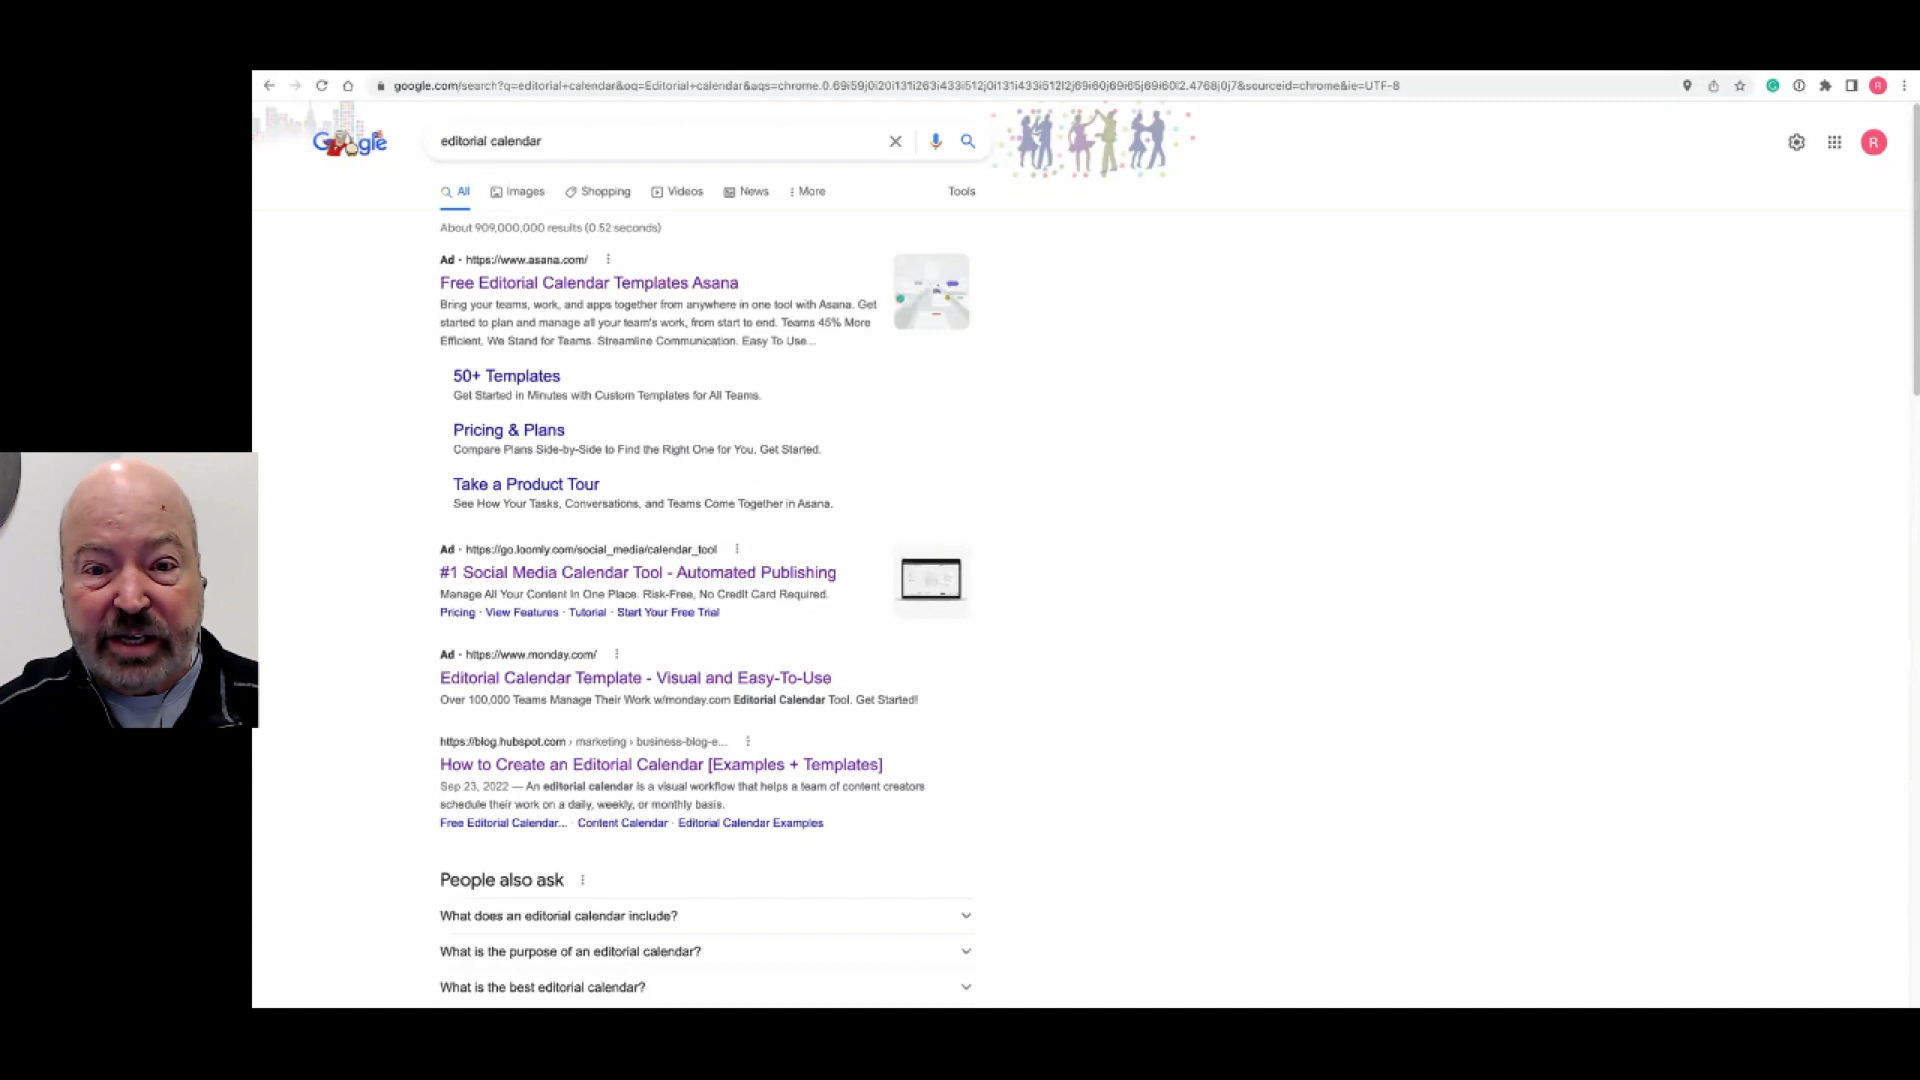 google.com/search?q=editorial+calendar&oq=Editorial+calendar&aqs=chrome.0.69i59j0i20i131i263i433i512j0i131i433i512l2j69i60j69i65j69i60l2.4768j0j7&sourceid=chrome&ie=UTF-8
R
Google
editorial calendar
R
All Images Shopping Videos News More Tools
About 909,000,000 results (0.52 seconds)
Ad · https://www.asana.com/
Free Editorial Calendar Templates Asana
Bring your teams, work, and apps together from anywhere in one tool with Asana. Get
started to plan and manage all your team's work, from start to end. Teams 45% More
Efficient. We Stand for Teams. Streamline Communication. Easy To Use...
50+ Templates
Get Started in Minutes with Custom Templates for All Teams.
Pricing & Plans
Compare Plans Side-by-Side to Find the Right One for You. Get Started.
Take a Product Tour
See How Your Tasks, Conversations, and Teams Come Together in Asana.
Ad · https://go.loomly.com/social_media/calendar_tool
#1 Social Media Calendar Tool - Automated Publishing
Manage All Your Content In One Place. Risk-Free, No Credit Card Required.
Pricing · View Features · Tutorial · Start Your Free Trial
Ad · https://www.monday.com/
Editorial Calendar Template - Visual and Easy-To-Use
Over 100,000 Teams Manage Their Work w/monday.com Editorial Calendar Tool. Get Started!
https://blog.hubspot.com › marketing › business-blog-e...
How to Create an Editorial Calendar [Examples + Templates]
Sep 23, 2022 — An editorial calendar is a visual workflow that helps a team of content creators
schedule their work on a daily, weekly, or monthly basis.
Free Editorial Calendar... · Content Calendar · Editorial Calendar Examples
People also ask
What does an editorial calendar include?
What is the purpose of an editorial calendar?
What is the best editorial calendar?